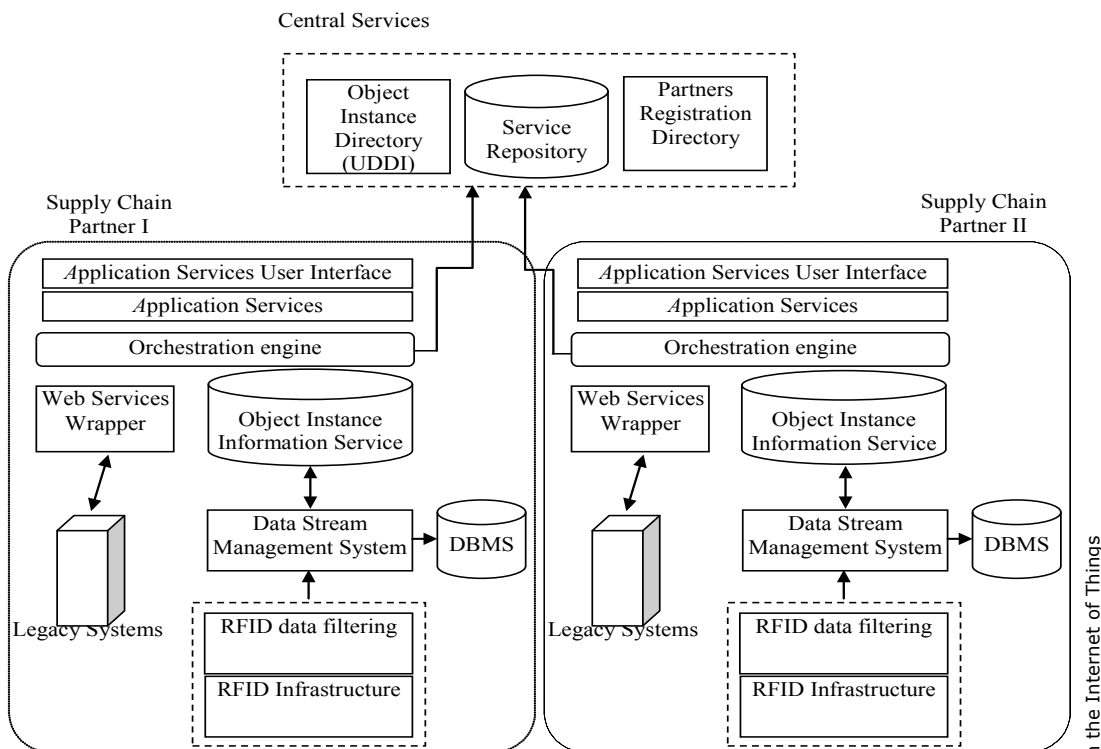 Central Services
Object
Instance
Directory
(UDDI)
Service
Repository
Partners
Registration
Directory
Supply Chain
Partner I
Supply Chain
Partner II
Application Services User Interface
Application Services
Orchestration engine
Web Services
Wrapper
Object Instance
Information Service
Data Stream
Management System
DBMS
Legacy Systems
RFID data filtering
RFID Infrastructure
Application Services User Interface
Application Services
Orchestration engine
Web Services
Wrapper
Object Instance
Information Service
Data Stream
Management System
DBMS
Legacy Systems
RFID data filtering
RFID Infrastructure
the Internet of Things